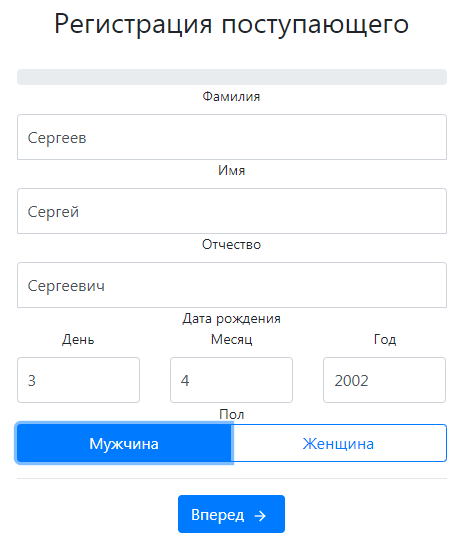 Регистрация поступающего
Фамилия
Сергеев
Имя
Сергей
Отчество
Сергеевич
Дата рождения
День Месяц Год
3 4 2002
Пол
Мужчина Женщина
Вперед →